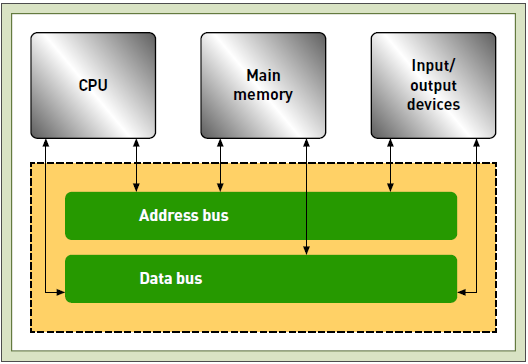 CPU
Main
memory
Input/
output
devices
Address bus
Data bus